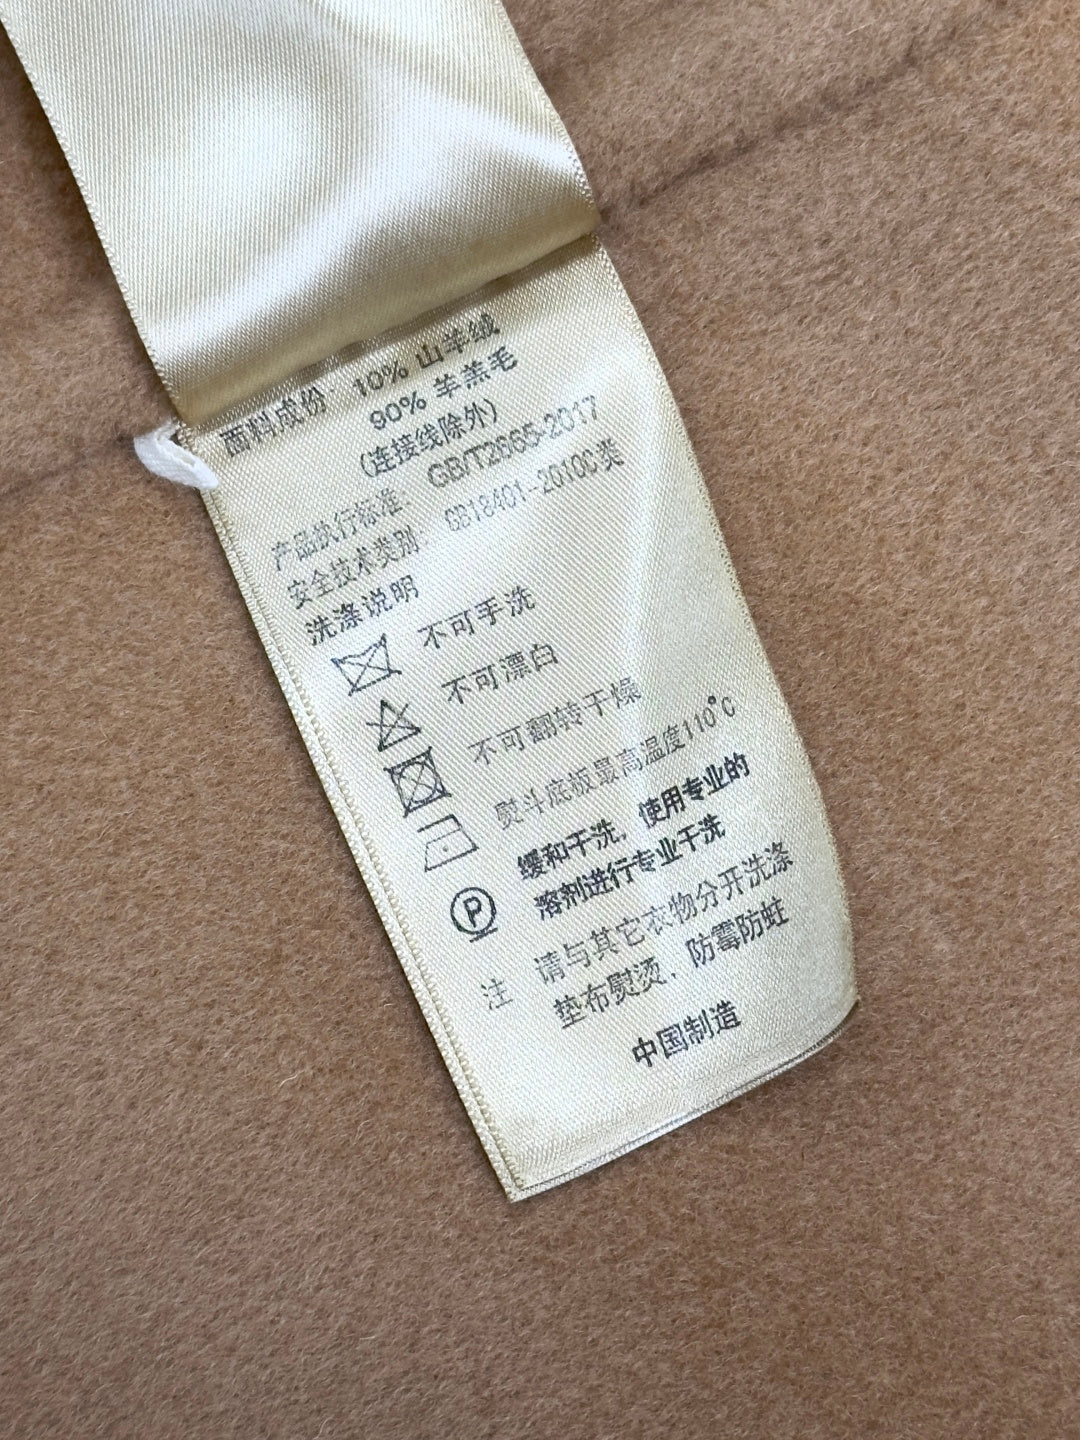 面料成份 10% 山羊绒
90% 羊羔毛
(连接线除外)
产品执行标准: GB/T2665-2017
安全技术类别 GB18401-2010C类
洗涤说明
不可手洗
不可漂白
不可翻转干燥
熨斗底板最高温度110°C
P
缓和干洗，使用专业的
溶剂进行专业干洗
注 请与其它衣物分开洗涤
垫布熨烫，防霉防蛀
中国制造